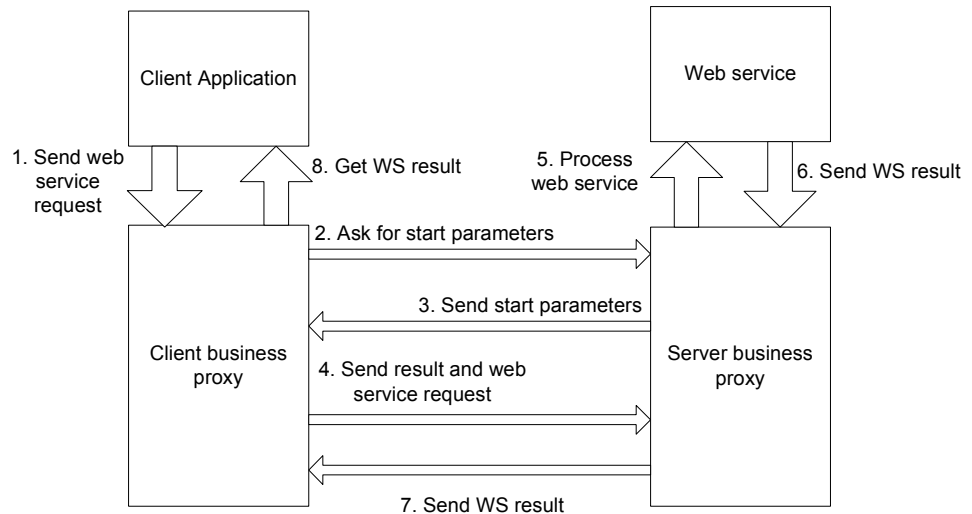 Client Application
Web service
1. Send web
service
request
8. Get WS result
5. Process
web service
6. Send WS result
2. Ask for start parameters
3. Send start parameters
Client business
proxy
4. Send result and web
service request
Server business
proxy
7. Send WS result